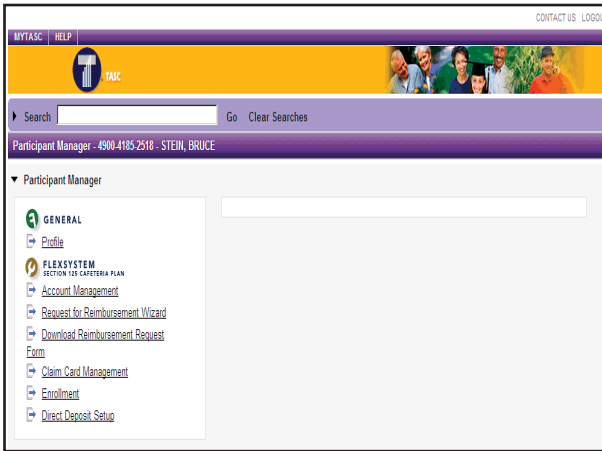 CONTACT US LOGOU
MYTASC HELP
TASC
Search Go Clear Searches
Participant Manager - 4900-4185-2518 - STEIN, BRUCE
Participant Manager
GENERAL
Profile
FLEXSYSTEM
SECTION 125 CAFETERIA PLAN
Account Management
Request for Reimbursement Wizard
Download Reimbursement Request
Form
Claim Card Management
Enrollment
Direct Deposit Setup